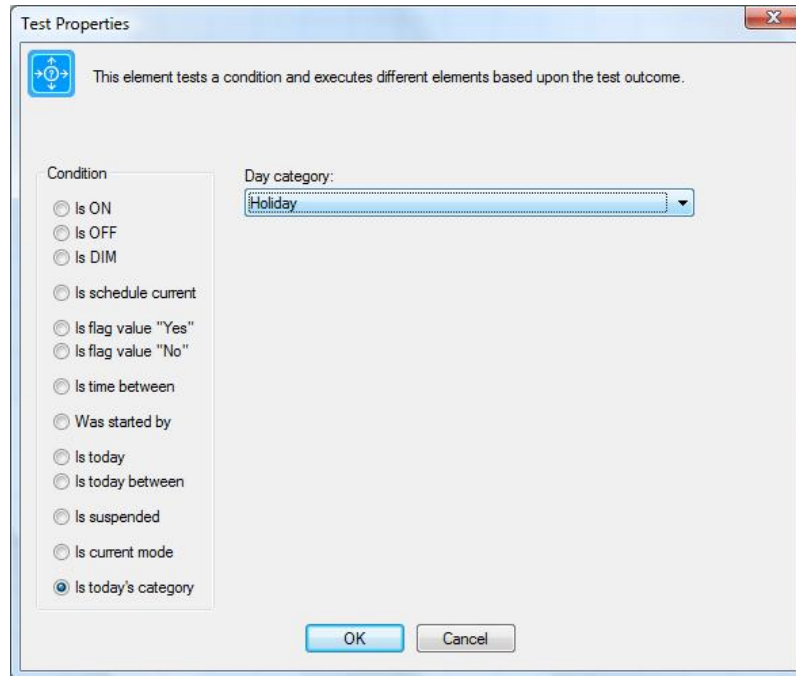 Test Properties
This element tests a condition and executes different elements based upon the test outcome.
Condition
Is ON
Is OFF
Is DIM
Is schedule current
Is flag value "Yes"
Is flag value "No"
Is time between
Was started by
Is today
Is today between
Is suspended
Is current mode
Is today's category
Day category:
Holiday
OK
Cancel